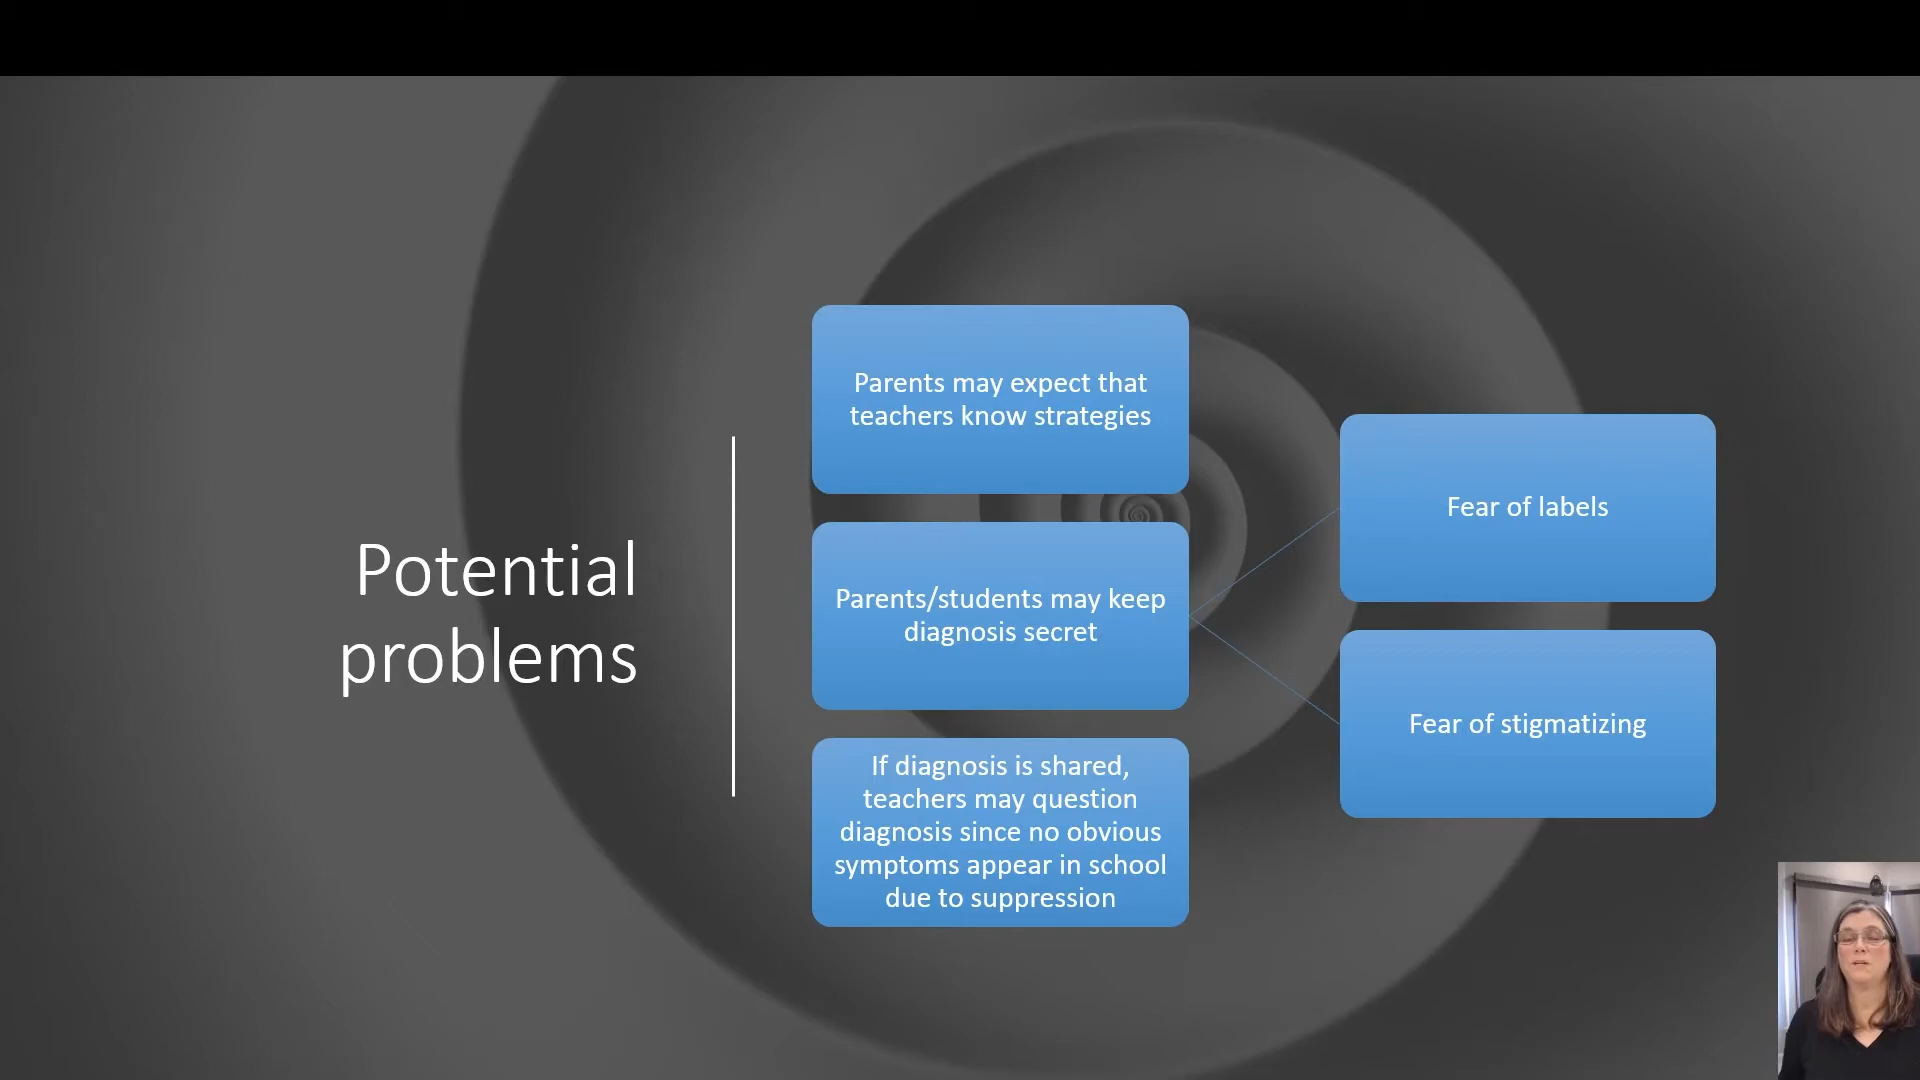 Potential
problems
Parents may expect that
teachers know strategies
Parents/students may keep
diagnosis secret
Fear of labels
Fear of stigmatizing
If diagnosis is shared,
teachers may question
diagnosis since no obvious
symptoms appear in school
due to suppression